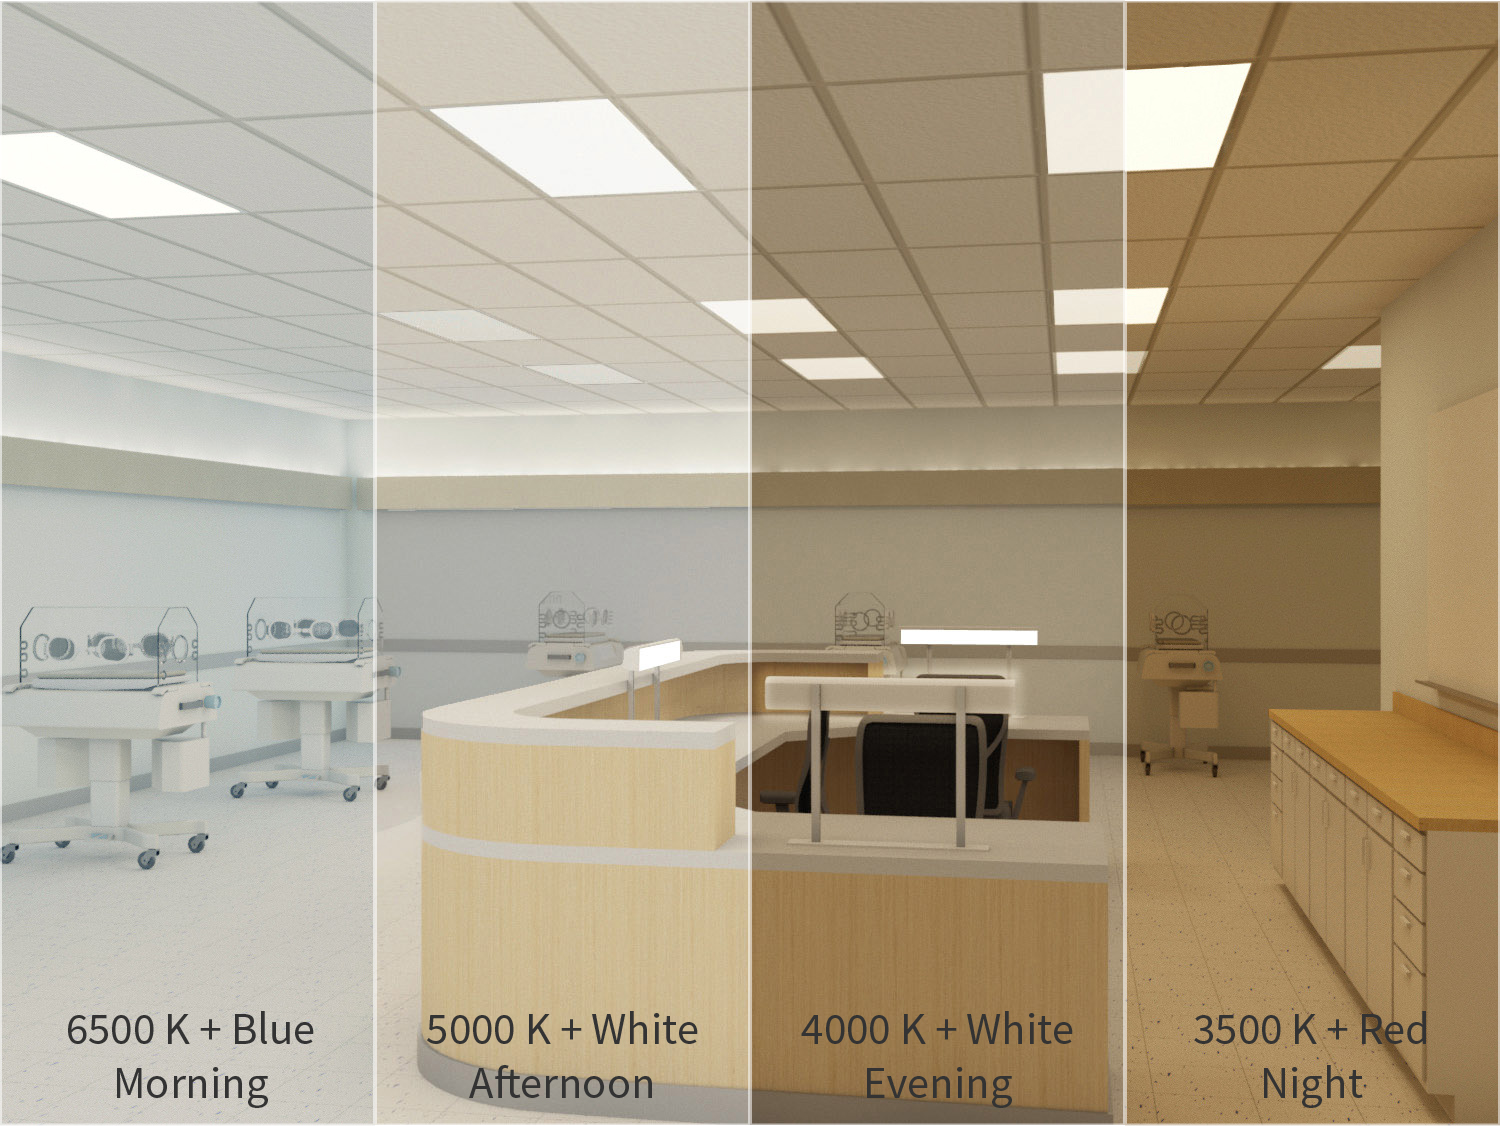 6500 K + Blue
Morning
5000 K + White
Afternoon
4000 K + White
Evening
3500 K + Red
Night